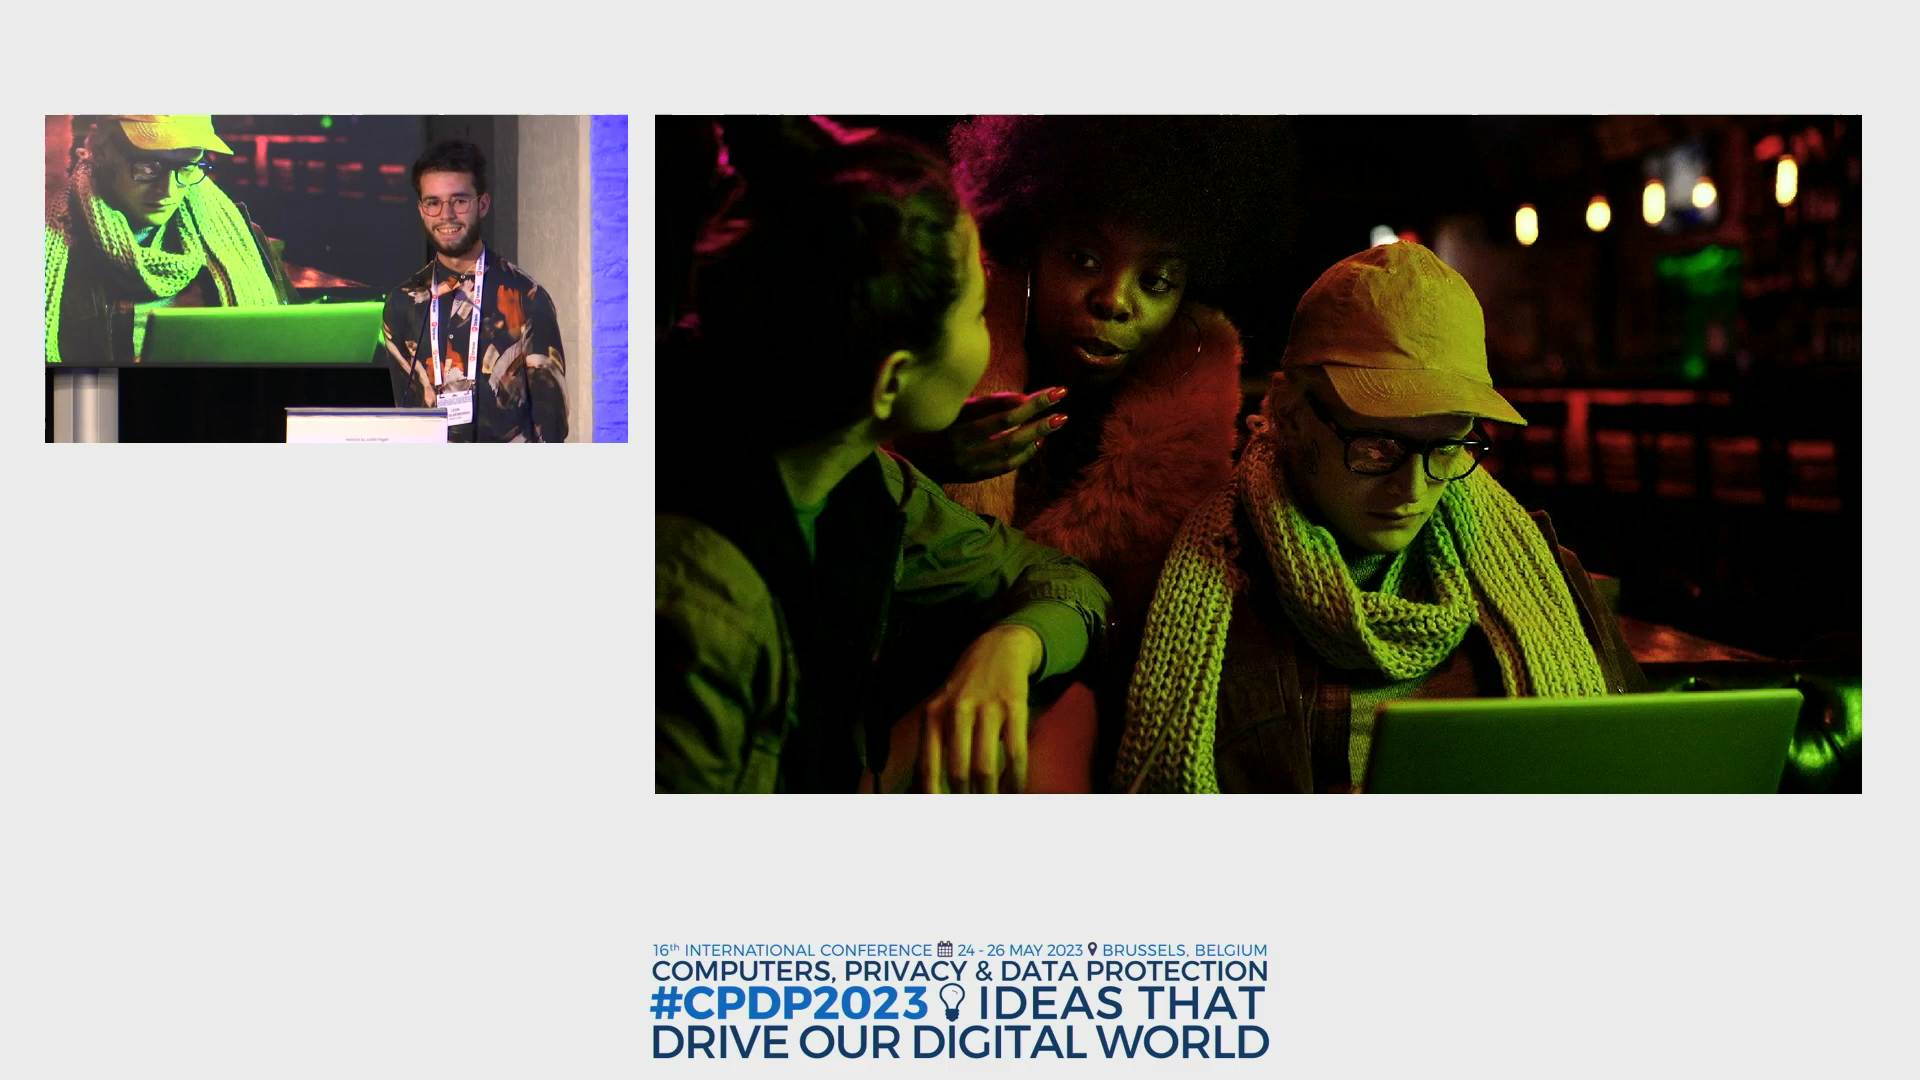 16th INTERNATIONAL CONFERENCE 24 - 26 MAY 2023 BRUSSELS, BELGIUM
COMPUTERS, PRIVACY & DATA PROTECTION
#CPDP2023 IDEAS THAT
DRIVE OUR DIGITAL WORLD